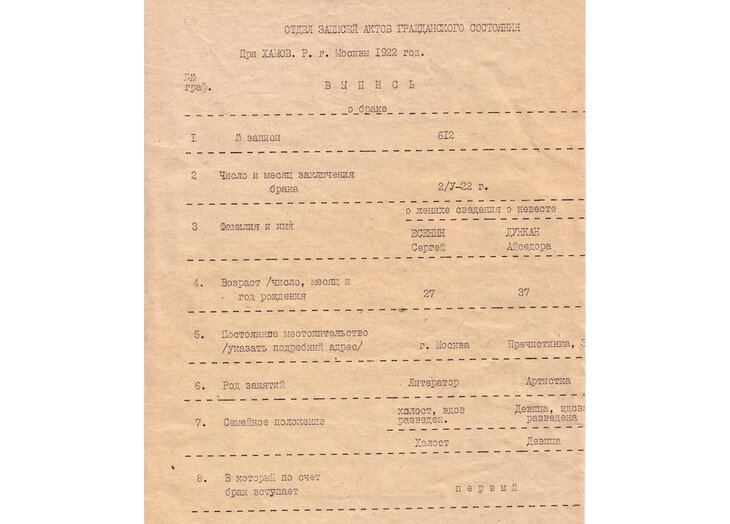 ОТДЕЛ ЗАПИСЕЙ АКТОВ ГРАЖДАНСКОГО СОСТОЯНИЯ
При ХАМОВ. Р. г. Москвы 1922 год.
№№
граф.
В Ы П И С Ь
о браке
I № записи 612
2 Число и месяц заключения
брака 2/У-22 г.
о женихе сведения о невесте
3 Фамилия и имя
ЕСЕНИН ДУНКАН
Сергей Айседора
4. Возраст /число, месяц и
год рождения 27 37
5. Постоянное местожительство
/указать подробный адрес/ г. Москва Пречистинка,
6. Род занятий Литератор Артистка
7. Семейное положение
холост, вдов Девица, вдова
разведен. разведена
Холост Девица
8. В который по счет
брак вступает п е р в ы й